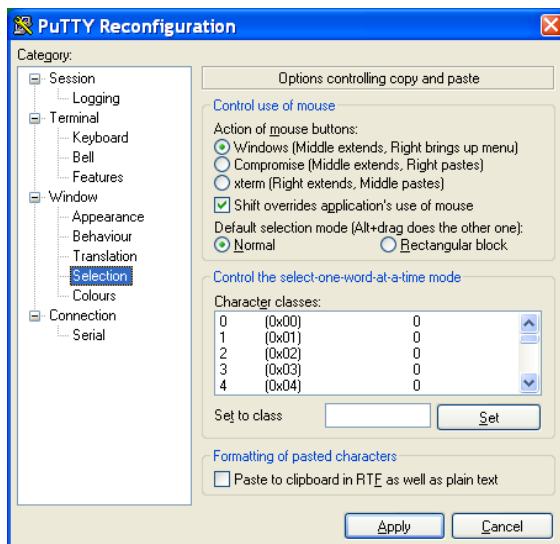 PuTTY Reconfiguration
Category:
Session
Logging
Terminal
Keyboard
Bell
Features
Window
Appearance
Behaviour
Translation
Selection
Colours
Connection
Serial
Options controlling copy and paste
Control use of mouse
Action of mouse buttons:
Windows (Middle extends, Right brings up menu)
Compromise (Middle extends, Right pastes)
xterm (Right extends, Middle pastes)
Shift overrides application's use of mouse
Default selection mode (Alt+drag does the other one):
Normal Rectangular block
Control the select-one-word-at-a-time mode
Character classes:
0 (0x00) 0
1 (0x01) 0
2 (0x02) 0
3 (0x03) 0
4 (0x04) 0
Set to class Set
Formatting of pasted characters
Paste to clipboard in RTF as well as plain text
Apply Cancel